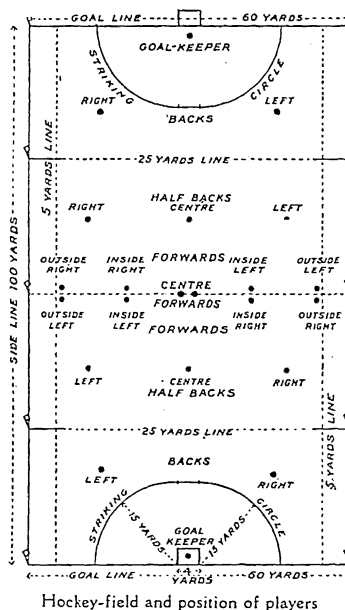 GOAL LINE 60 YARDS
GOAL-KEEPER
STRIKING CIRCLE
RIGHT LEFT
BACKS
5 YARDS LINE
25 YARDS LINE
SIDE LINE 100 YARDS
HALF BACKS
RIGHT CENTRE LEFT
FORWARDS
OUTSIDE RIGHT INSIDE RIGHT INSIDE LEFT OUTSIDE LEFT
CENTRE
FORWARDS
OUTSIDE LEFT INSIDE LEFT INSIDE RIGHT OUTSIDE RIGHT
FORWARDS
LEFT CENTRE RIGHT
HALF BACKS
25 YARDS LINE
5 YARDS LINE
BACKS
LEFT RIGHT
STRIKING CIRCLE
15 YARDS 15 YARDS
GOAL
KEEPER
4
YARDS
GOAL LINE 60 YARDS
Hockey-field and position of players